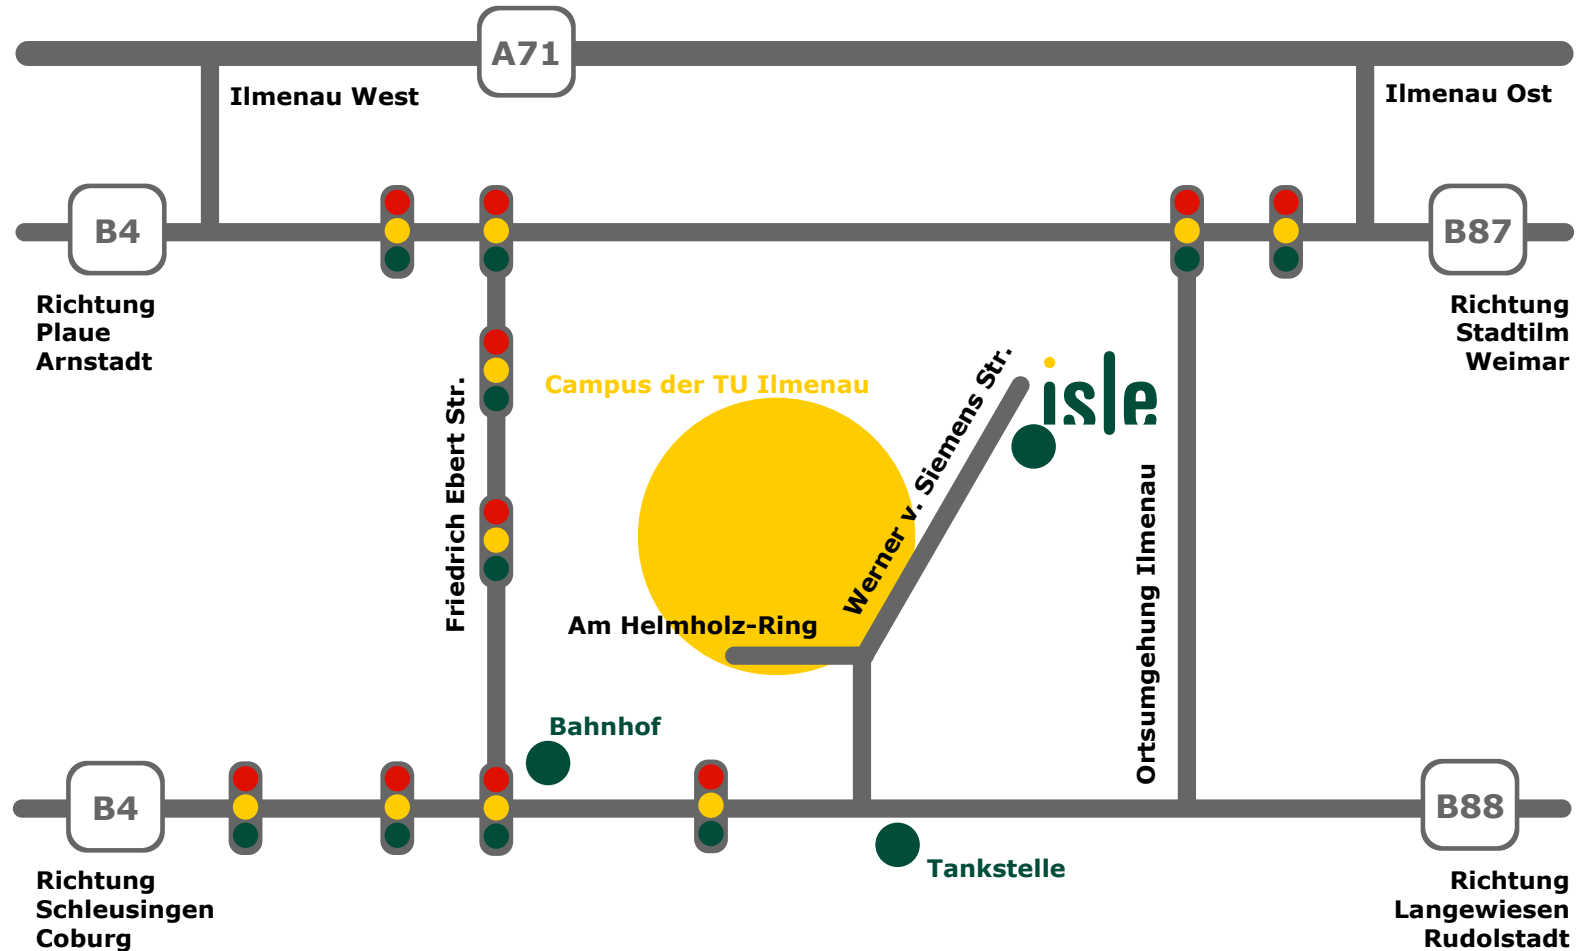 A71
Ilmenau West
Ilmenau Ost
B4
B87
Richtung
Plaue
Arnstadt
Richtung
Stadtilm
Weimar
Friedrich Ebert Str.
Campus der TU Ilmenau
Werner v. Siemens Str.
isle
Ortsumgehung Ilmenau
Am Helmholz-Ring
Bahnhof
B4
B88
Tankstelle
Richtung
Schleusingen
Coburg
Richtung
Langewiesen
Rudolstadt